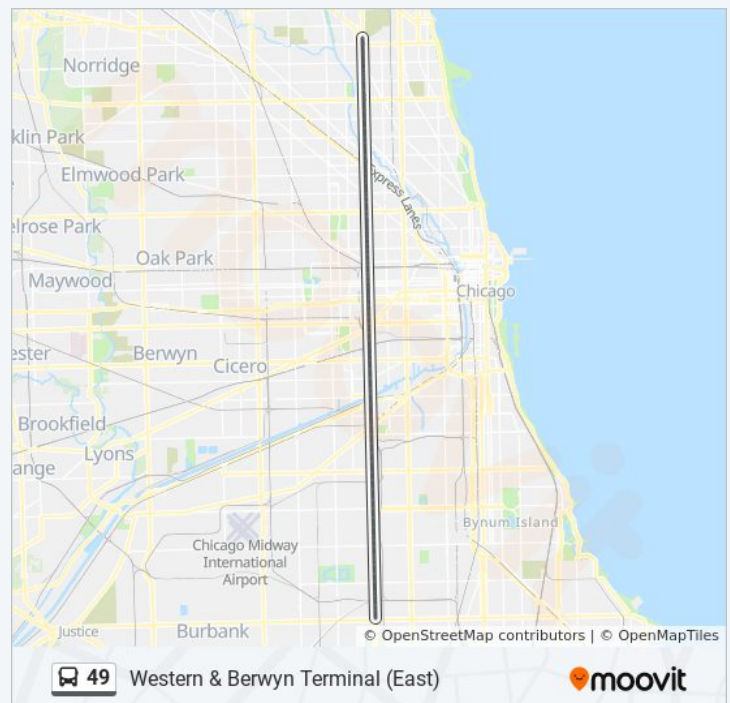 Norridge
klin Park
Elmwood Park
Express Lanes
elrose Park
Oak Park
Maywood
Chicago
ester
Berwyn
Cicero
Brookfield
Lyons
ange
Bynum Island
Chicago Midway
International
Airport
Justice
Burbank
© OpenStreetMap contributors | © OpenMapTiles
49 Western & Berwyn Terminal (East)
moovit